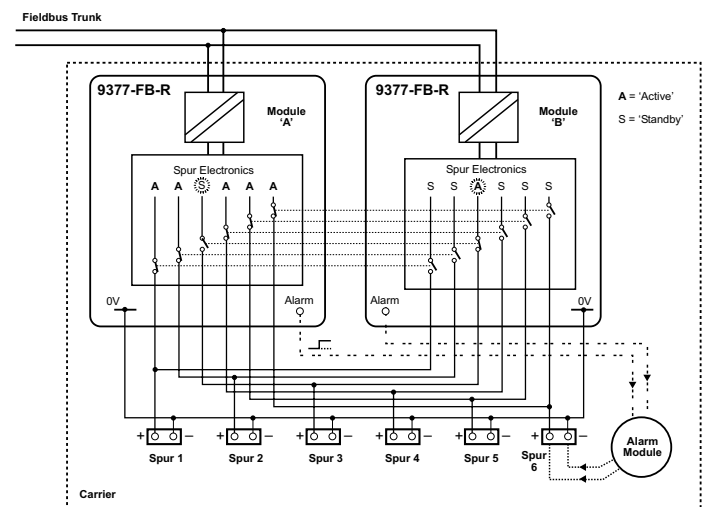 Fieldbus Trunk
9377-FB-R
Module
'A'
9377-FB-R
Module
'B'
A = 'Active'
S = 'Standby'
Spur Electronics
A A S A A A
Spur Electronics
S S A S S S
0V
Alarm
Alarm
0V
+ – + – + – + – + – + –
Spur 1
Spur 2
Spur 3
Spur 4
Spur 5
Spur
6
Alarm
Module
Carrier